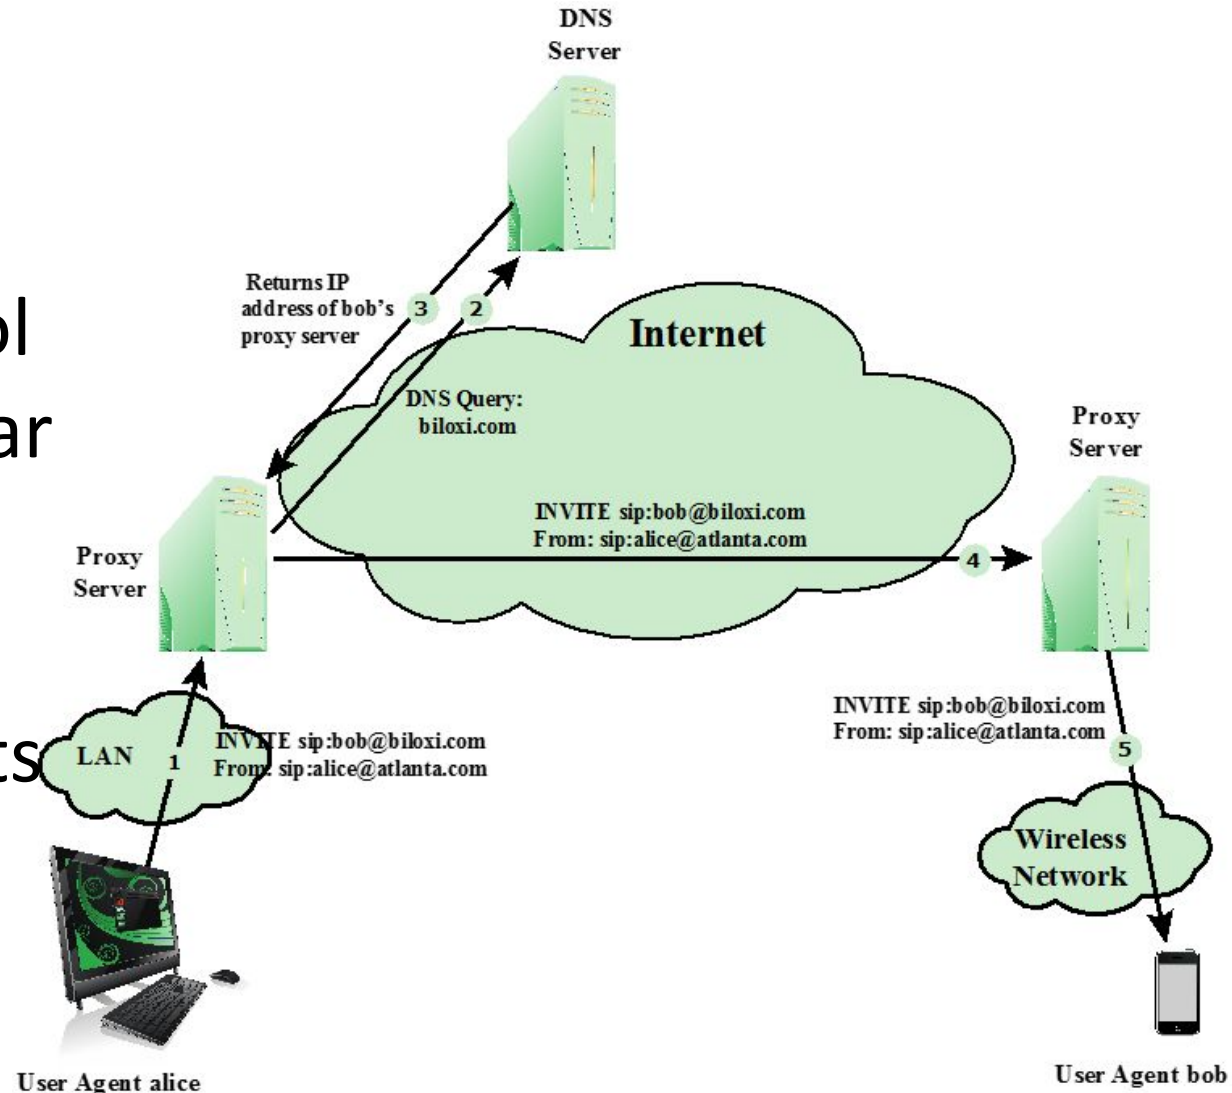 DNS
Server
Returns IP
address of bob's
proxy server
3
2
Internet
DNS Query:
biloxi.com
ol
ar
ts
Proxy
Server
INVITE sip:bob@biloxi.com
From: sip:alice@atlanta.com
4
Proxy
Server
LAN
1
INVITE sip:bob@biloxi.com
From: sip:alice@atlanta.com
INVITE sip:bob@biloxi.com
From: sip:alice@atlanta.com
5
Wireless
Network
User Agent alice
User Agent bob